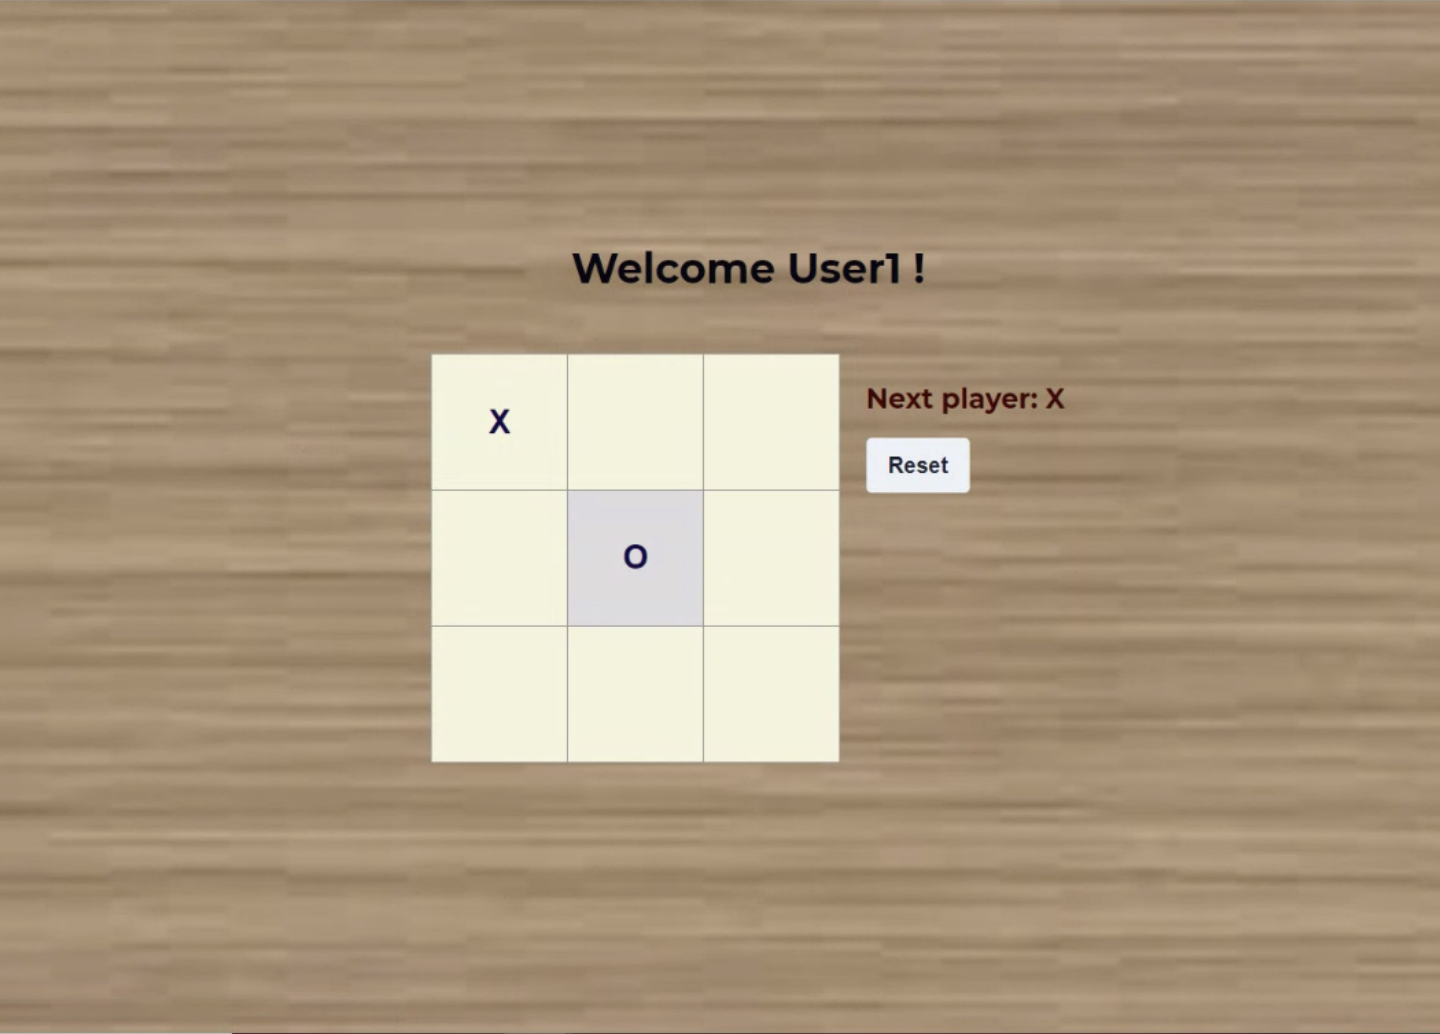 Welcome User1 !
X
Next player: X
Reset
O